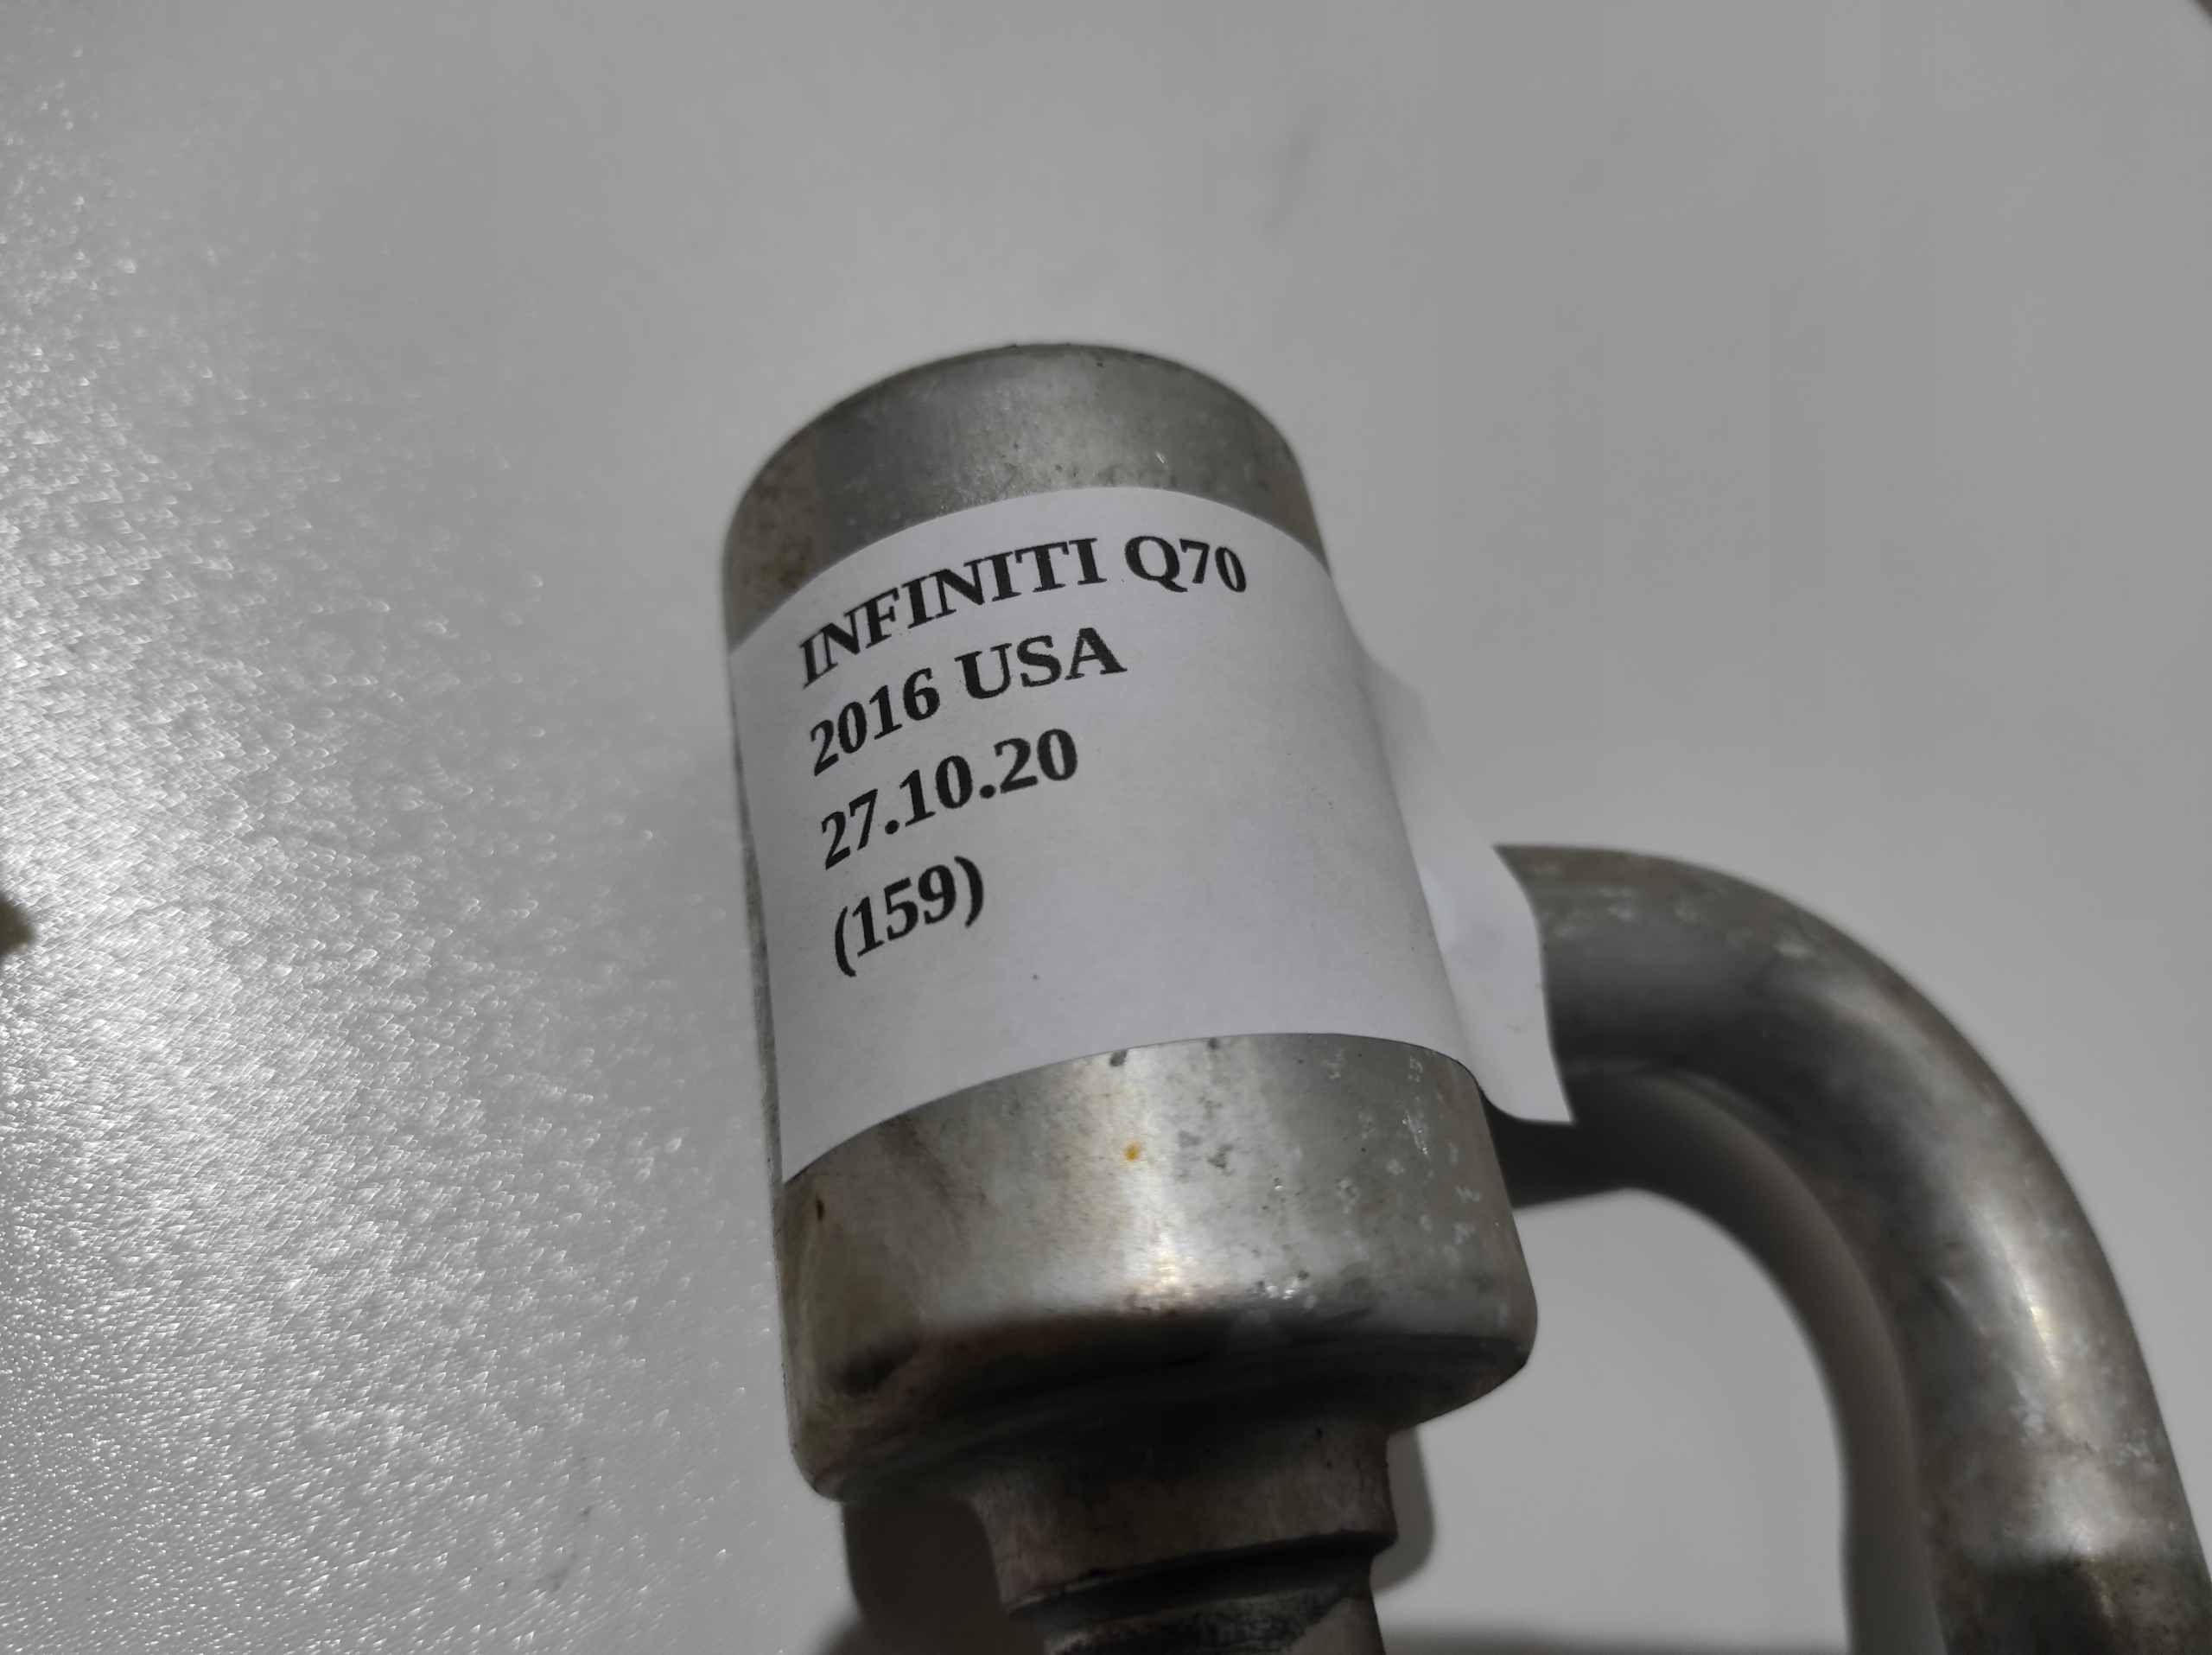 INFINITI Q70
2016 USA
27.10.20
(159)